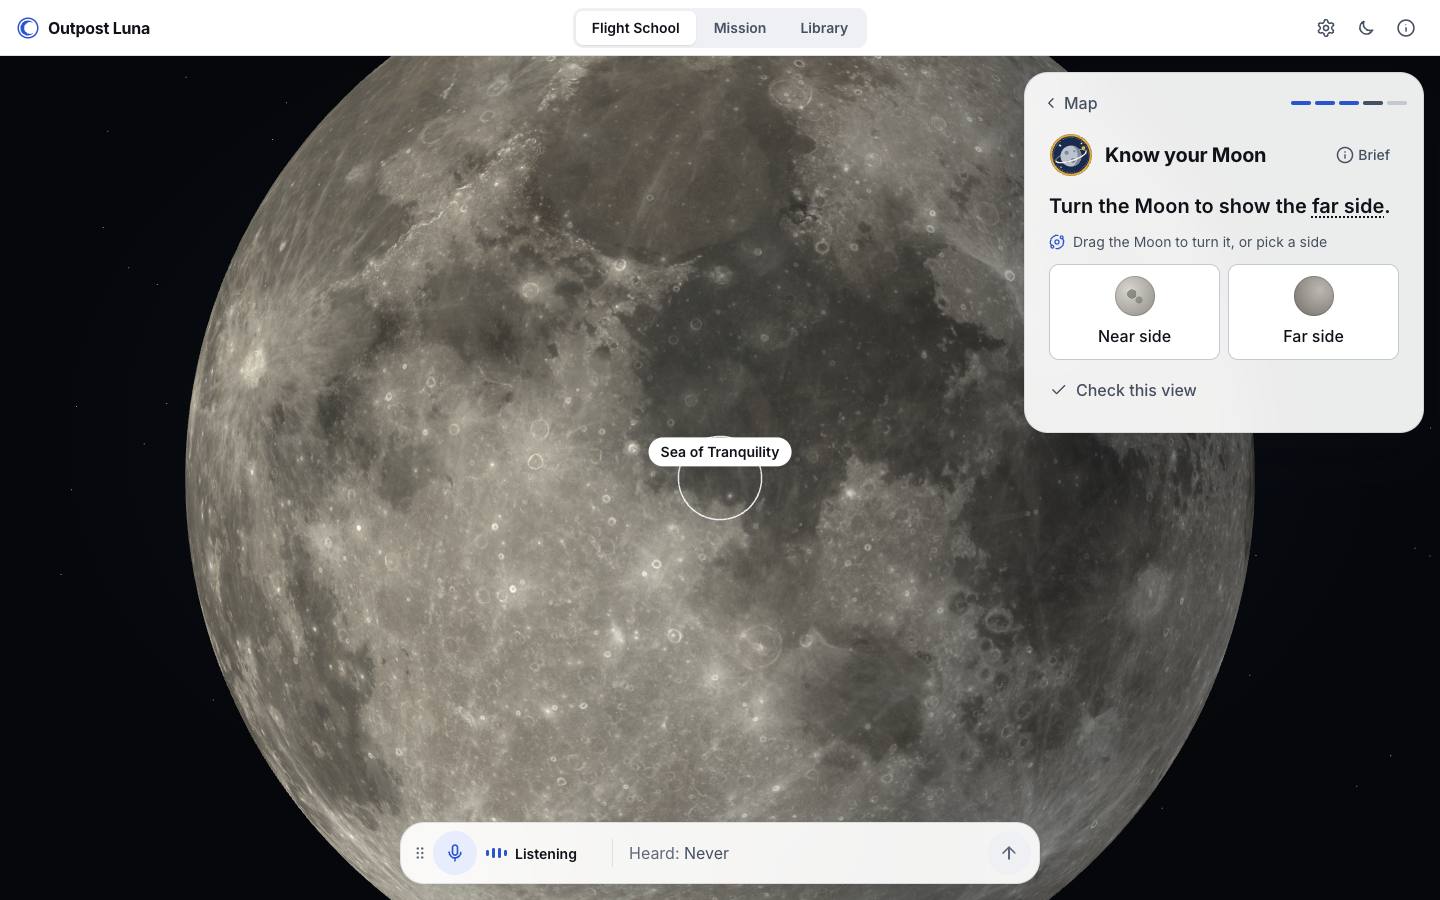 Outpost Luna
Flight School
Mission
Library
Map
Know your Moon
Brief
Turn the Moon to show the far side.
Drag the Moon to turn it, or pick a side
Near side
Far side
Check this view
Sea of Tranquility
Listening
Heard: Never